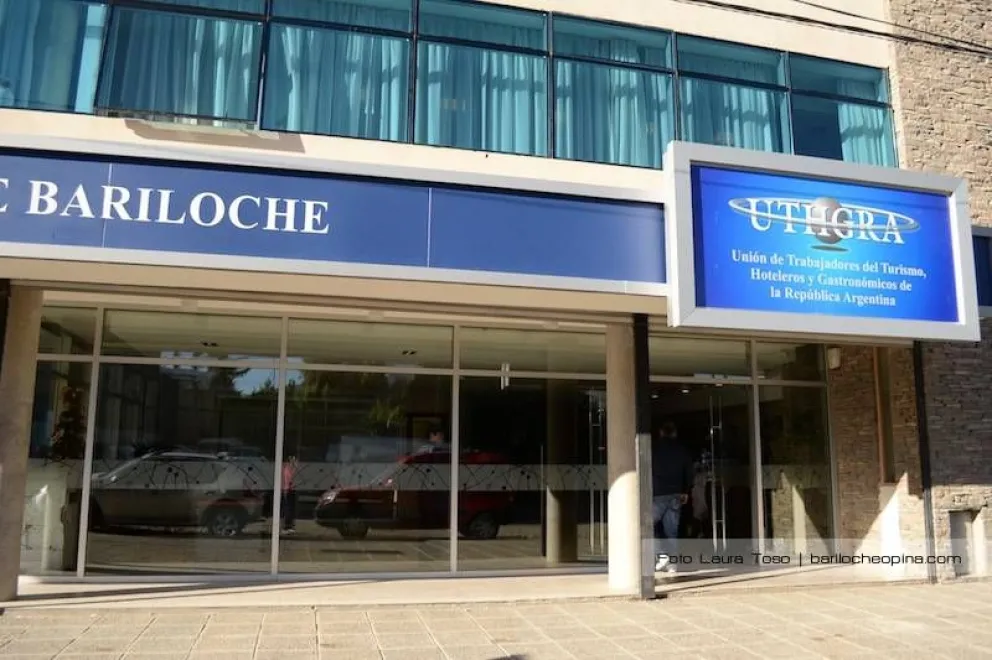 E BARILOCHE
UTHGRA
Unión de Trabajadores del Turismo,
Hoteleros y Gastronómicos de
la República Argentina
Foto Laura Toso | barilocheopina.com